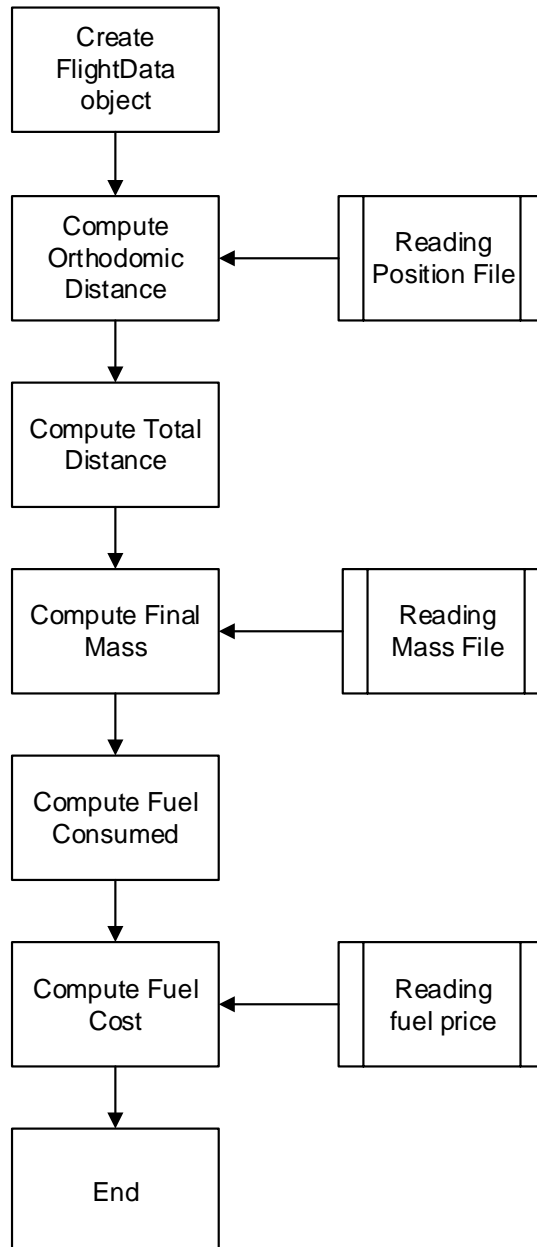 Create
FlightData
object
Compute
Orthodomic
Distance
Reading
Position File
Compute Total
Distance
Compute Final
Mass
Reading
Mass File
Compute Fuel
Consumed
Compute Fuel
Cost
Reading
fuel price
End